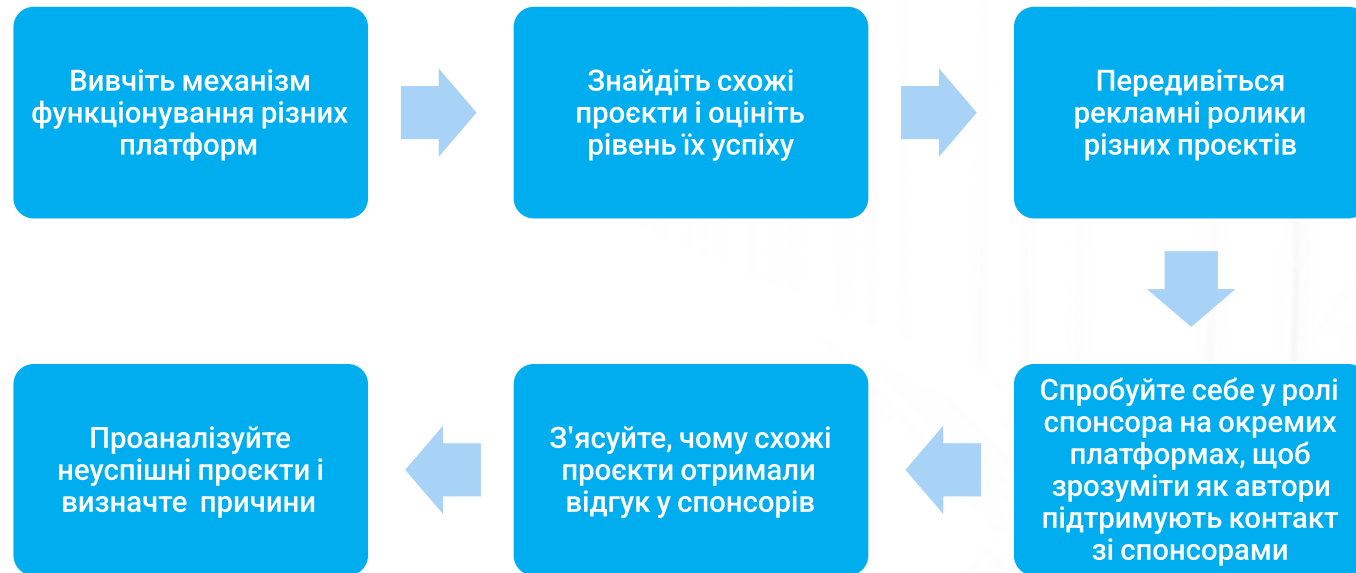 Вивчіть механізм
функціонування різних
платформ
Знайдіть схожі
проєкти і оцініть
рівень їх успіху
Передивіться
рекламні ролики
різних проєктів
Спробуйте себе у ролі
спонсора на окремих
платформах, щоб
зрозуміти як автори
підтримують контакт
зі спонсорами
З'ясуйте, чому схожі
проєкти отримали
відгук у спонсорів
Проаналізуйте
неуспішні проєкти і
визначте причини